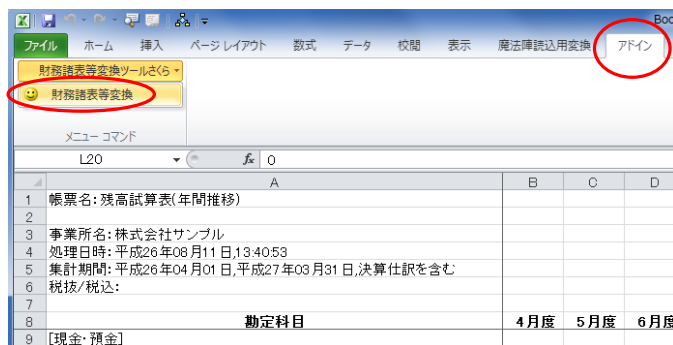 Boo
ファイル ホーム 挿入 ページ レイアウト 数式 データ 校閲 表示 魔法陣読込用変換 アドイン
財務諸表等変換ツールさくら
財務諸表等変換
メニュー コマンド
L20 fx 0
A B C D
1 帳票名:残高試算表(年間推移)
2
3 事業所名:株式会社サンプル
4 処理日時:平成26年08月11日,13:40:53
5 集計期間:平成26年04月01日,平成27年03月31日,決算仕訳を含む
6 税抜/税込:
7
8 勘定科目 4月度 5月度 6月度
9 [現金・預金]